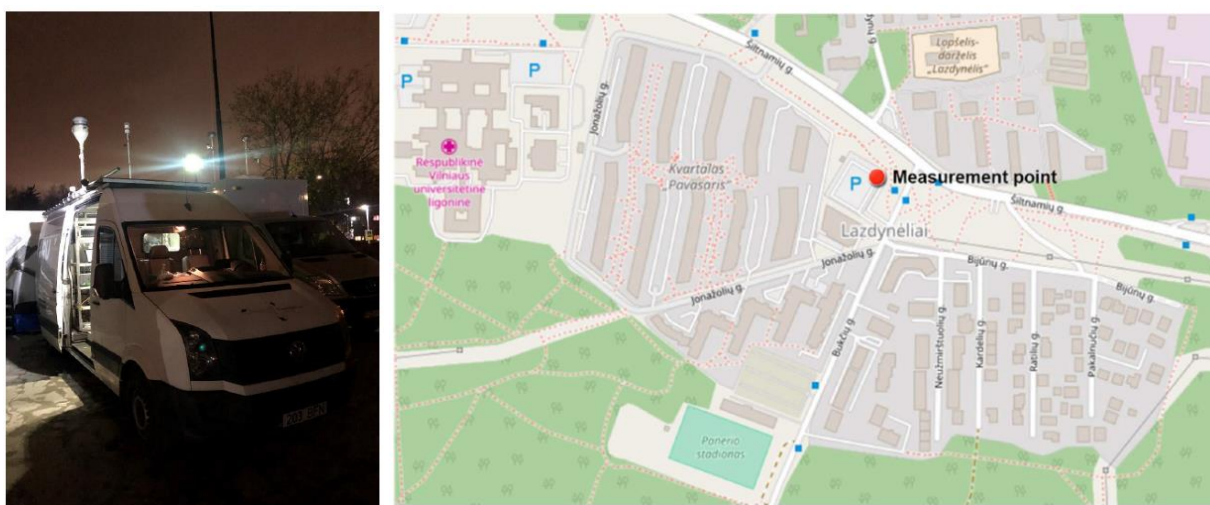 P
P
Šiltnamių g.
Lopšelis-
darželis
„Lazdynėlis“
Jonažolių g.
Respublikinė
Vilniaus
universitetinė
ligoninė
Kvartalas
„Pavasaris“
P
Measurement point
Šiltnamių g.
Lazdynėliai
Jonažolių g.
Bijūnų g.
Bijūnų g.
Jonažolių g.
Bukčių g.
Neužmirštuolių g.
Kardelių g.
Ratilių g.
Pakalnučių g.
Panerio
stadionas